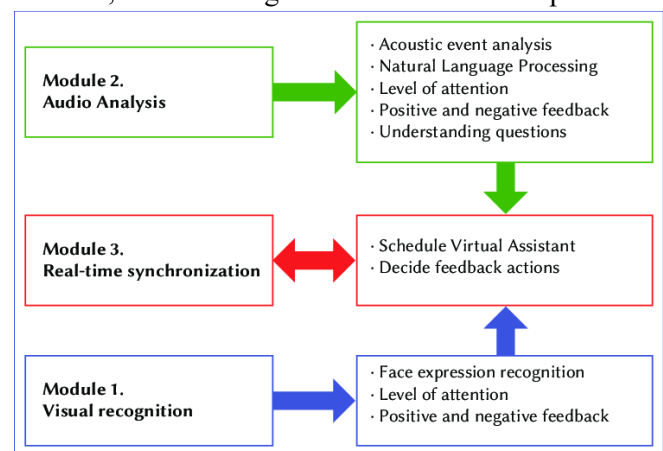 Module 2.
Audio Analysis
· Acoustic event analysis
· Natural Language Processing
· Level of attention
· Positive and negative feedback
· Understanding questions
Module 3.
Real-time synchronization
· Schedule Virtual Assistant
· Decide feedback actions
Module 1.
Visual recognition
· Face expression recognition
· Level of attention
· Positive and negative feedback